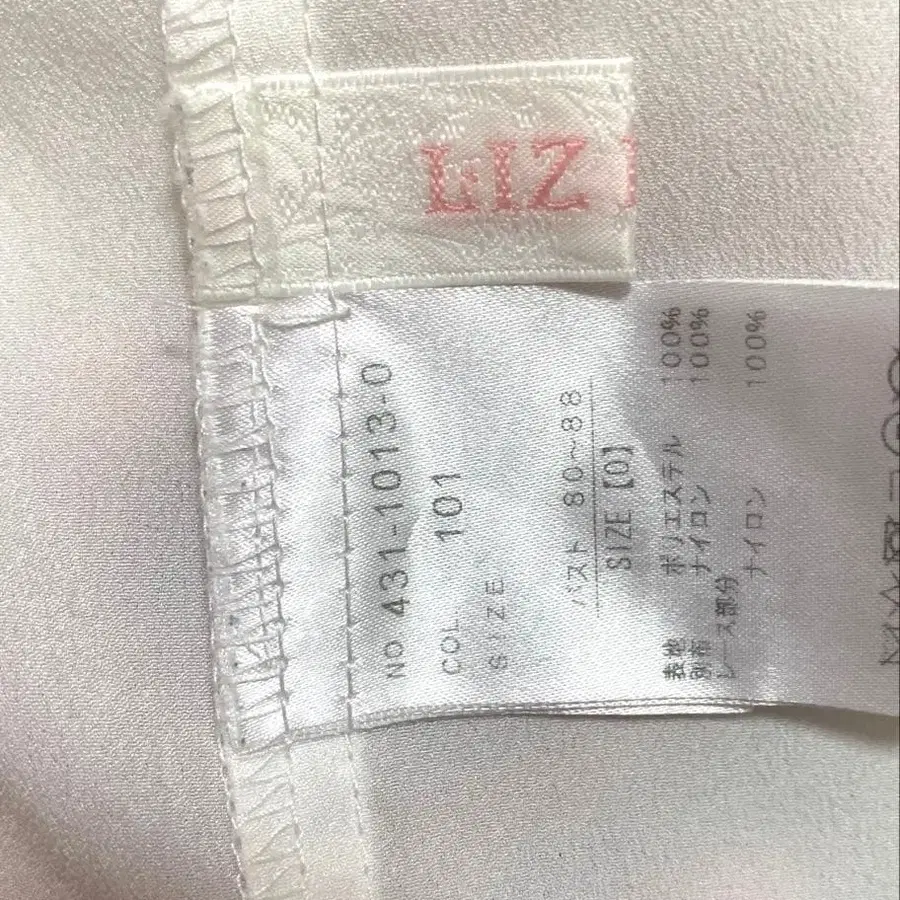 LIZ
NO 431-1013-0
COL 101
SIZE
バスト 80~88
SIZE【0】
表地 ポリエステル 100%
別布 ナイロン 100%
レース部分
ナイロン 100%